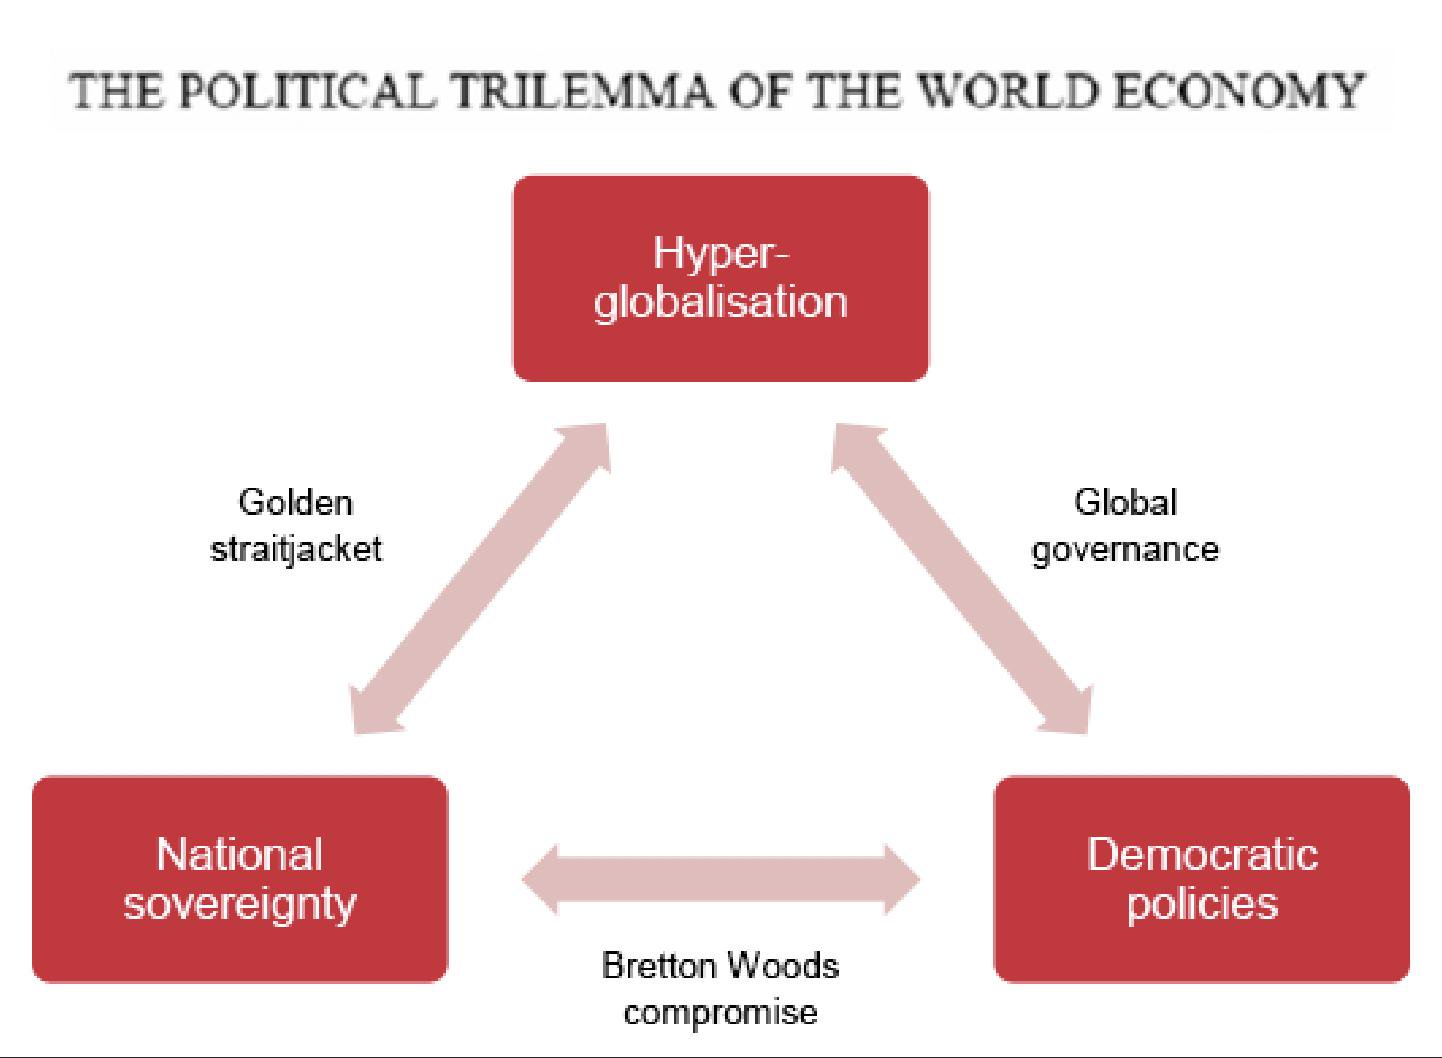 THE POLITICAL TRILEMMA OF THE WORLD ECONOMY
Hyper-
globalisation
Golden
straitjacket
Global
governance
National
sovereignty
Democratic
policies
Bretton Woods
compromise